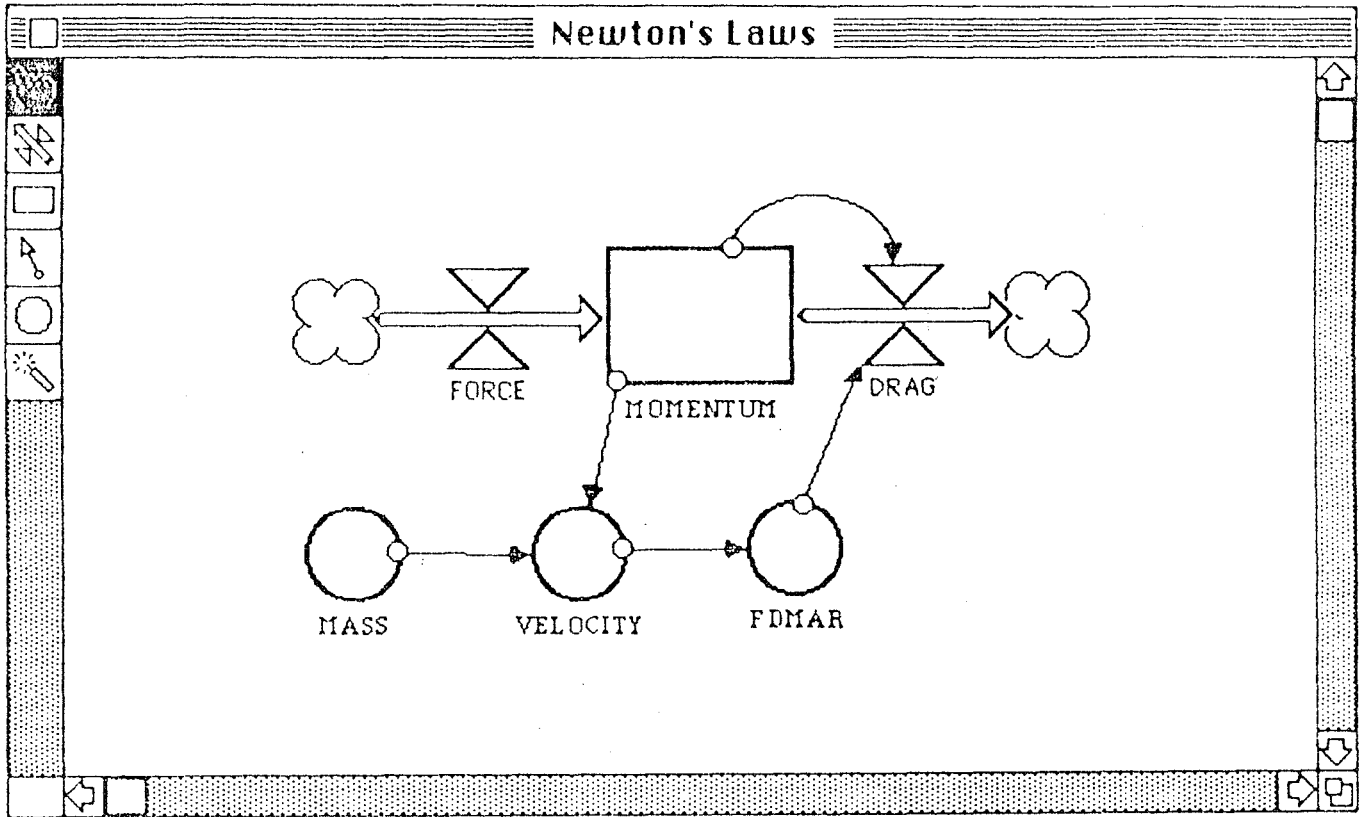 Newton's Laws
FORCE
MOMENTUM
DRAG
MASS
VELOCITY
FDMAR